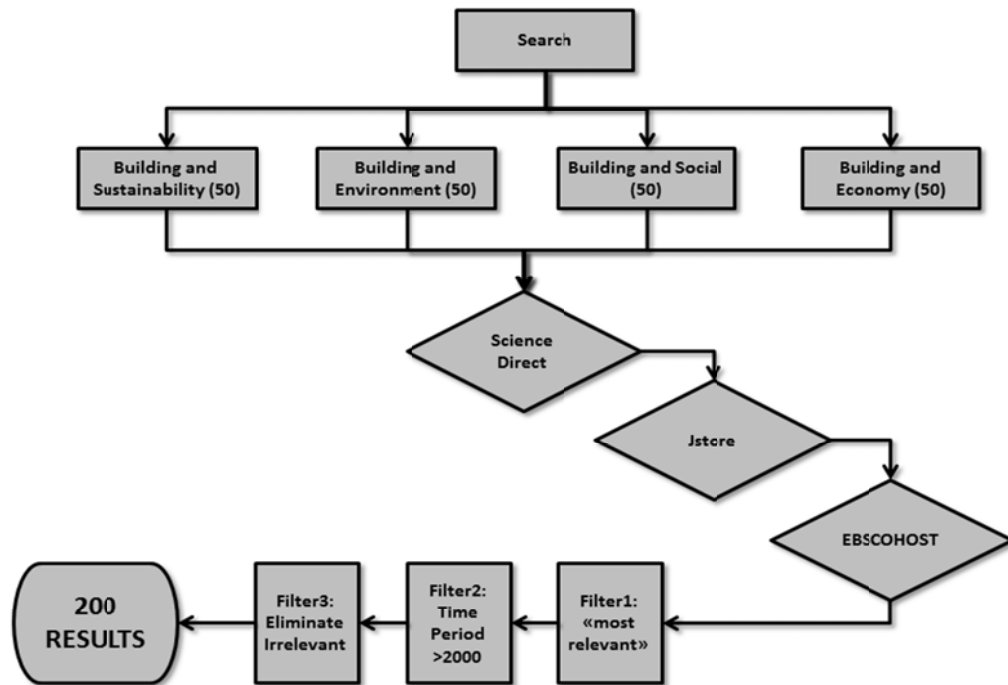 Search
Building and
Sustainability (50)
Building and
Environment (50)
Building and Social
(50)
Building and
Economy (50)
Science
Direct
Jstore
EBSCOHOST
Filter1:
«most
relevant»
Filter2:
Time
Period
>2000
Filter3:
Eliminate
Irrelevant
200
RESULTS